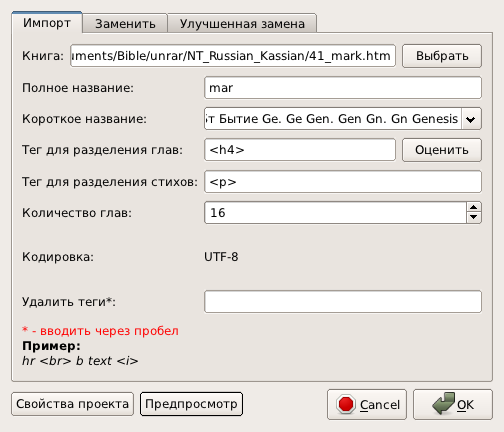 Импорт Заменить Улучшенная замена
Книга: uments/Bible/unrar/NT_Russian_Kassian/41_mark.htm Выбрать
Полное название: mar
Короткое название: т Бытие Ge. Ge Gen. Gen Gn. Gn Genesis
Тег для разделения глав: <h4> Оценить
Тег для разделения стихов: <p>
Количество глав: 16
Кодировка: UTF-8
Удалить теги*:
* - вводить через пробел
Пример:
hr <br> b text <i>
Свойства проекта Предпросмотр Cancel OK